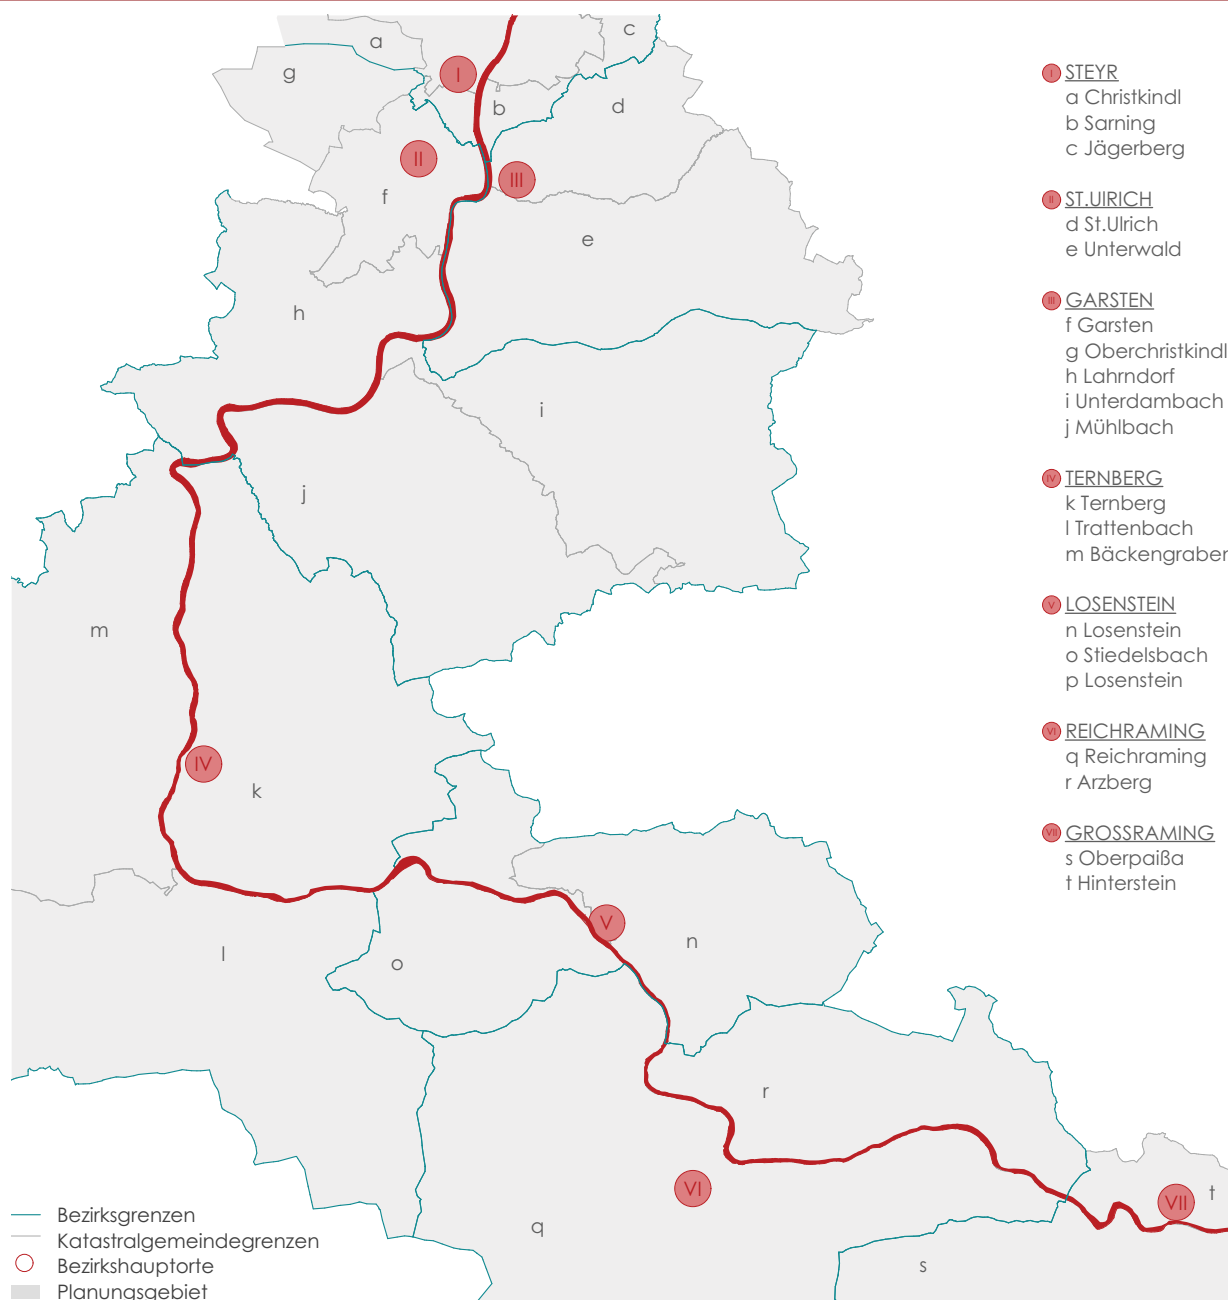 a
c
g
I
b
d
II
III
f
e
h
i
j
m
IV
k
V
n
l
o
r
VI
VII
t
q
s
I STEYR
a Christkindl
b Sarning
c Jägerberg
II ST.UIRICH
d St.Ulrich
e Unterwald
III GARSTEN
f Garsten
g Oberchristkindl
h Lahrndorf
i Unterdambach
j Mühlbach
IV TERNBERG
k Ternberg
l Trattenbach
m Bäckengraben
V LOSENSTEIN
n Losenstein
o Stiedelsbach
p Losenstein
VI REICHRAMING
q Reichraming
r Arzberg
VII GROSSRAMING
s Oberpaißa
t Hinterstein
Bezirksgrenzen
Katastralgemeindegrenzen
Bezirkshauptorte
Planungsgebiet